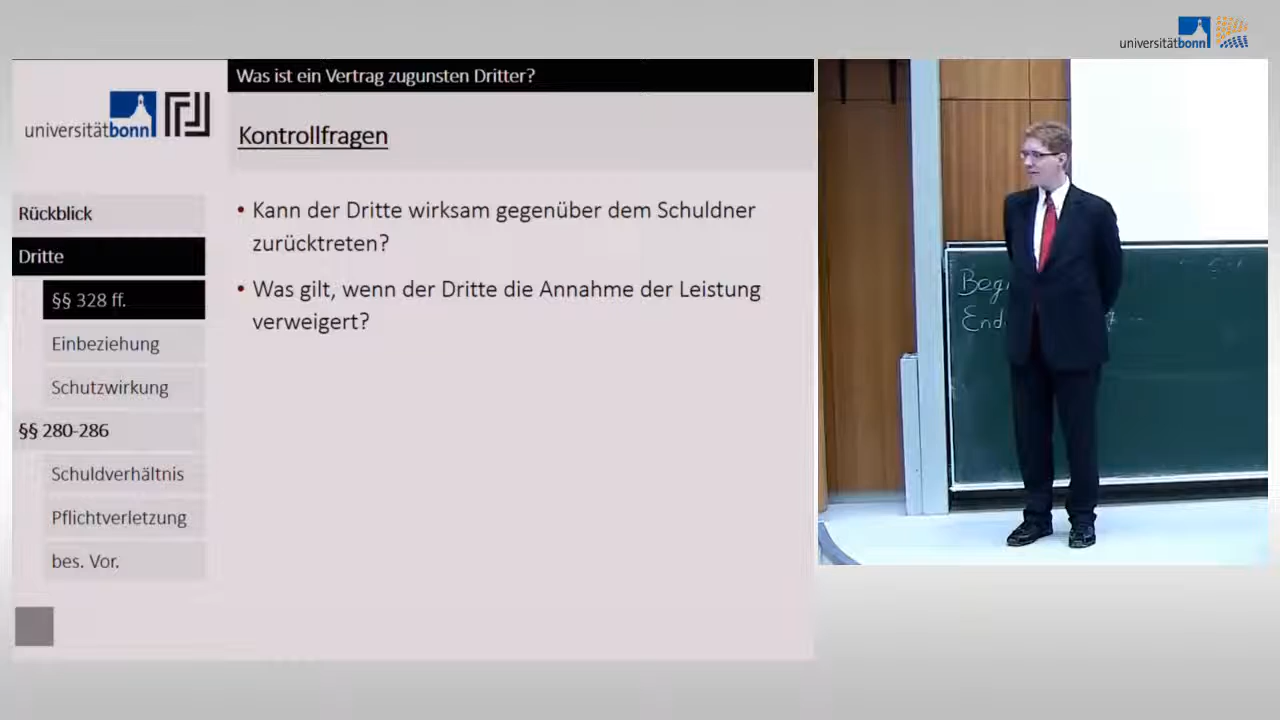 universitätbonn
universitätbonn
Was ist ein Vertrag zugunsten Dritter?
Kontrollfragen
Rückblick
Dritte
§§ 328 ff.
Einbeziehung
Schutzwirkung
§§ 280-286
Schuldverhältnis
Pflichtverletzung
bes. Vor.
• Kann der Dritte wirksam gegenüber dem Schuldner
zurücktreten?
• Was gilt, wenn der Dritte die Annahme der Leistung
verweigert?